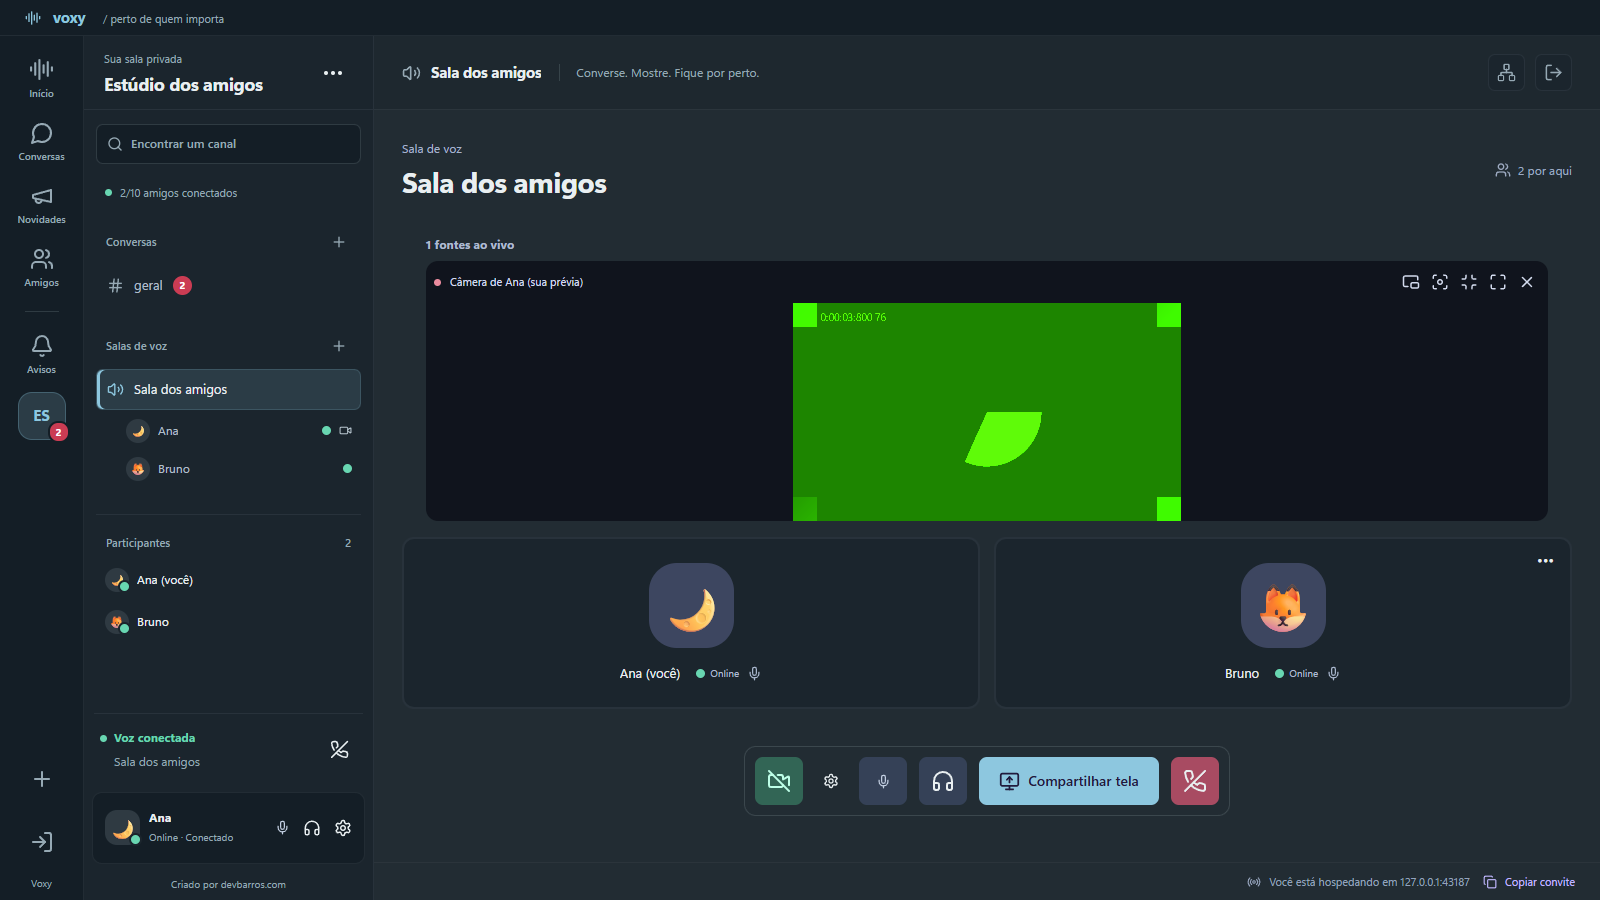 voxy / perto de quem importa
Início
Conversas
Novidades
Amigos
Avisos
ES
2
Voxy
Sua sala privada
Estúdio dos amigos
Encontrar um canal
2/10 amigos conectados
Conversas
# geral 2
Salas de voz
Sala dos amigos
Ana
Bruno
Participantes 2
Ana (você)
Bruno
Voz conectada
Sala dos amigos
Ana
Online · Conectado
Criado por devbarros.com
Sala dos amigos Converse. Mostre. Fique por perto.
Sala de voz
Sala dos amigos
2 por aqui
1 fontes ao vivo
Câmera de Ana (sua prévia)
0:00:03:800 76
Ana (você) Online
Bruno Online
Compartilhar tela
Você está hospedando em 127.0.0.1:43187 Copiar convite